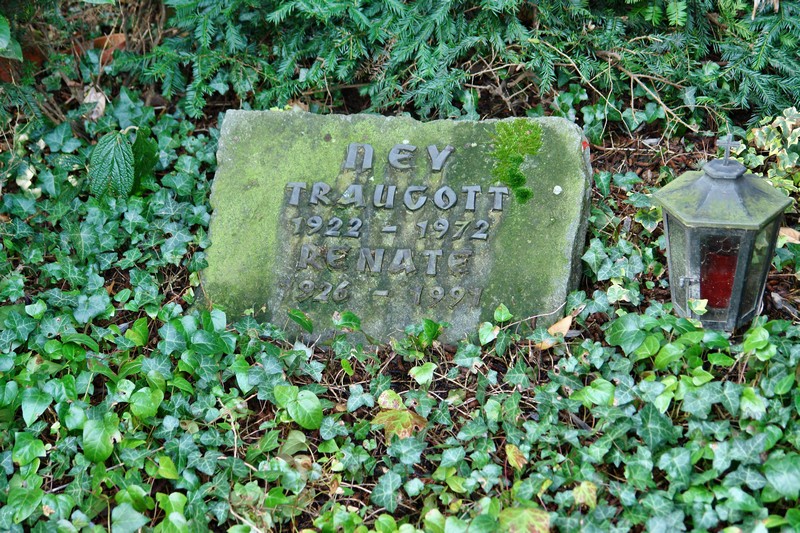 NEY
TRAUGOTT
1922 - 1972
RENATE
1926 - 1991